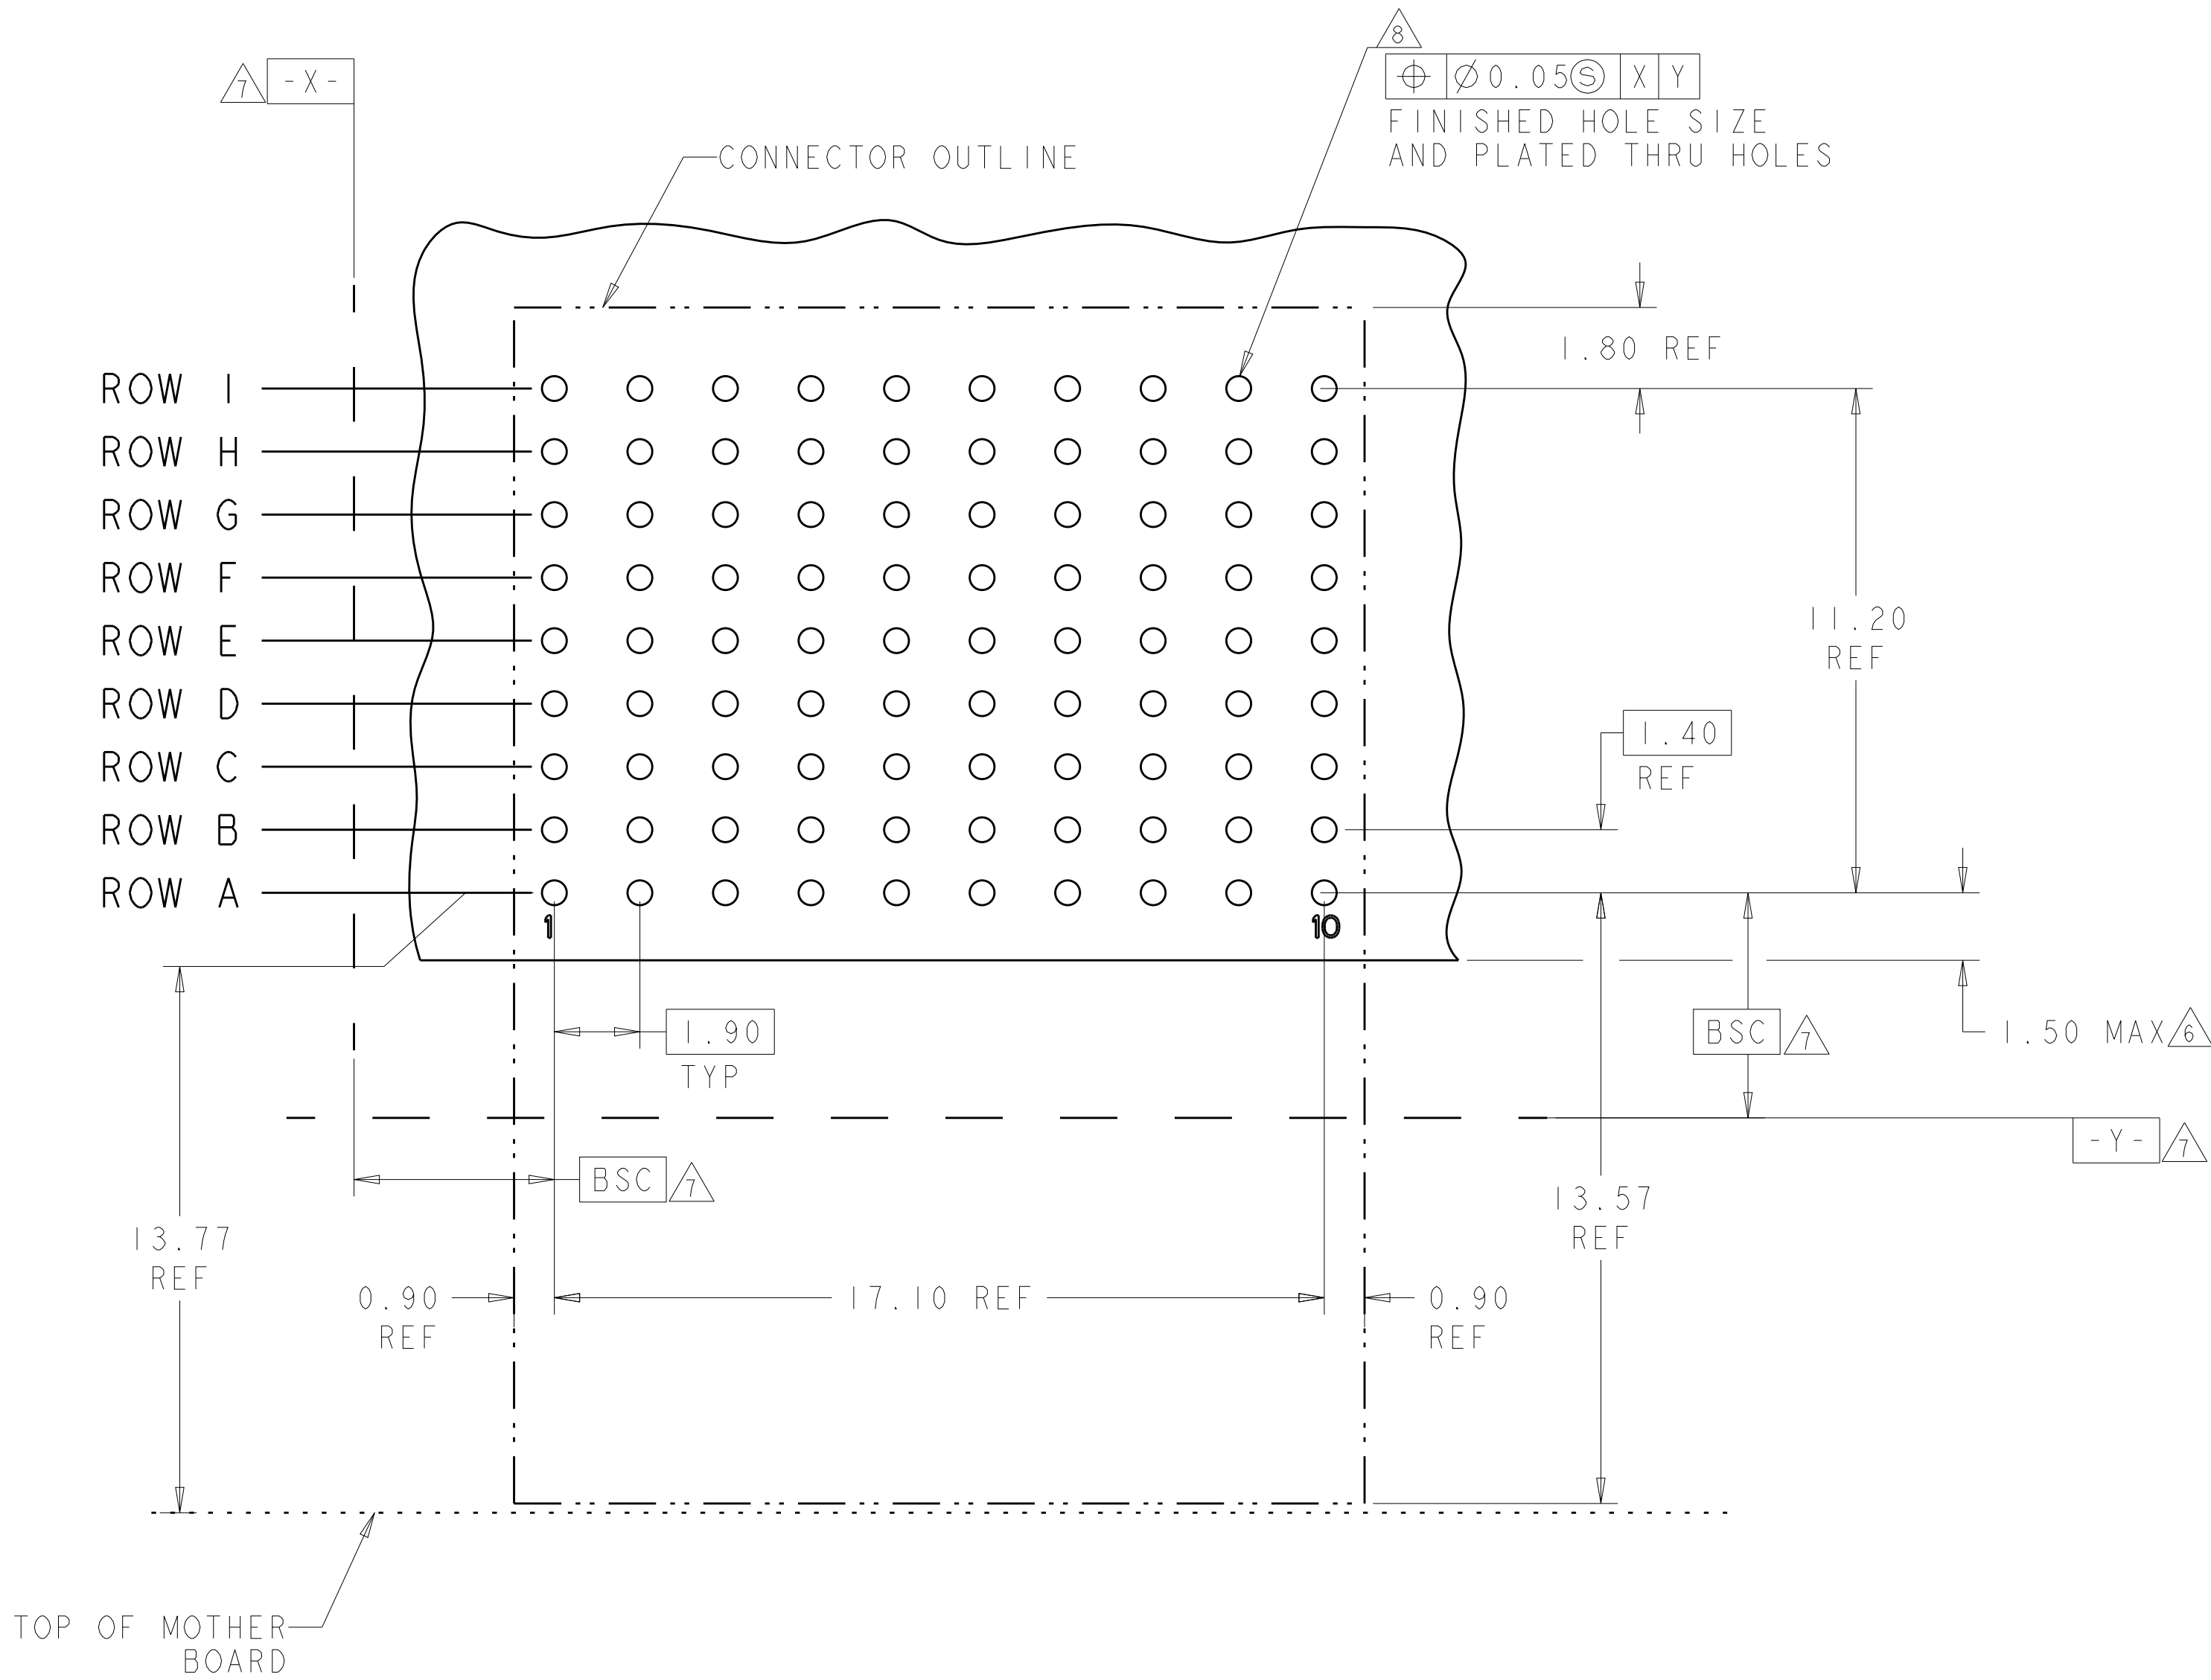 8
7
-X-
⌖ ⌀0.05Ⓢ X Y
FINISHED HOLE SIZE
AND PLATED THRU HOLES
CONNECTOR OUTLINE
1.80 REF
ROW I
ROW H
ROW G
ROW F
ROW E
11.20
REF
ROW D
1.40
REF
ROW C
ROW B
ROW A
1
10
1.90
TYP
BSC 7
1.50 MAX 6
-Y- 7
BSC 7
13.77
REF
13.57
REF
0.90
REF
17.10 REF
0.90
REF
TOP OF MOTHER
BOARD